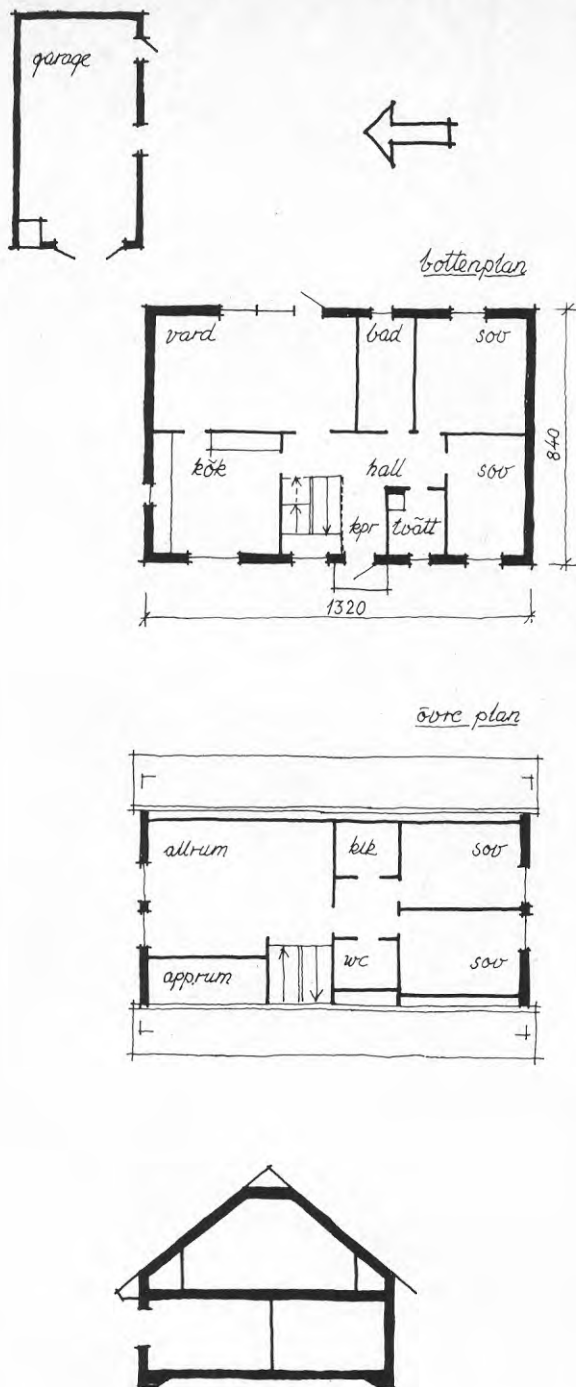 garage
bottenplan
vard bad sov
kök hall sov
kpr tvätt
840
1320
övre plan
allrum klk sov
apprum wc sov